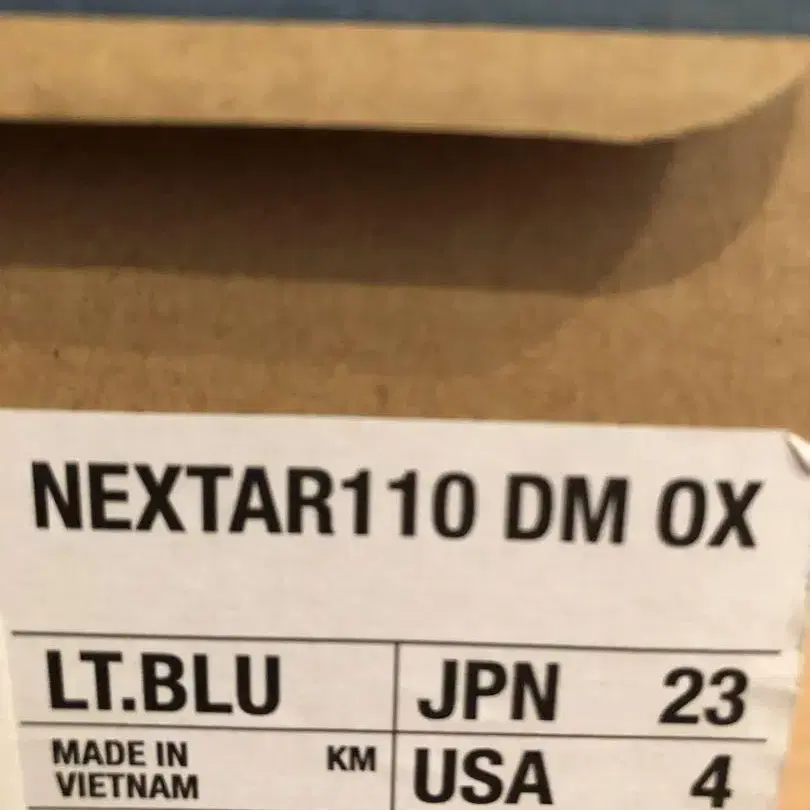 NEXTAR110 DM OX
LT.BLU JPN 23
MADE IN VIETNAM KM USA 4